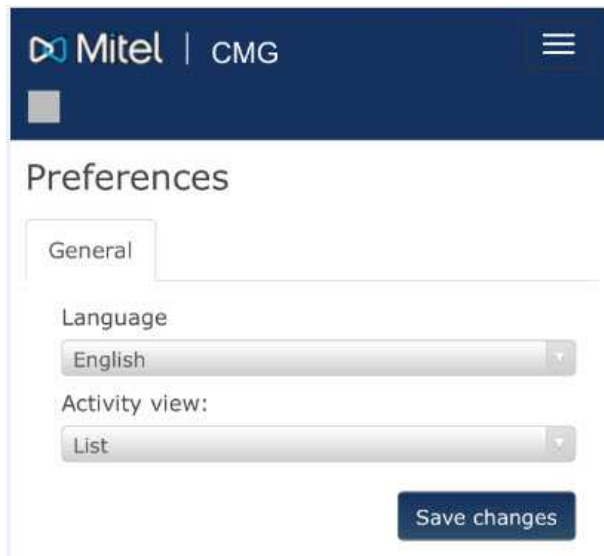 Mitel | CMG
Preferences
General
Language
English
Activity view:
List
Save changes